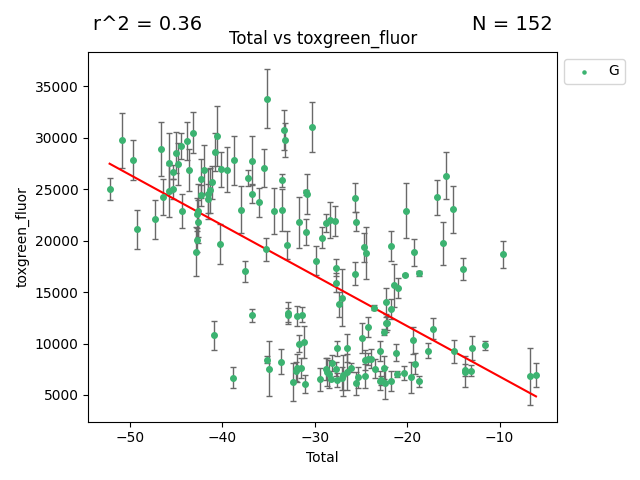 r^2 = 0.36 N = 152
Total vs toxgreen_fluor
G
35000
30000
25000
20000
15000
10000
5000
toxgreen_fluor
−50 −40 −30 −20 −10
Total